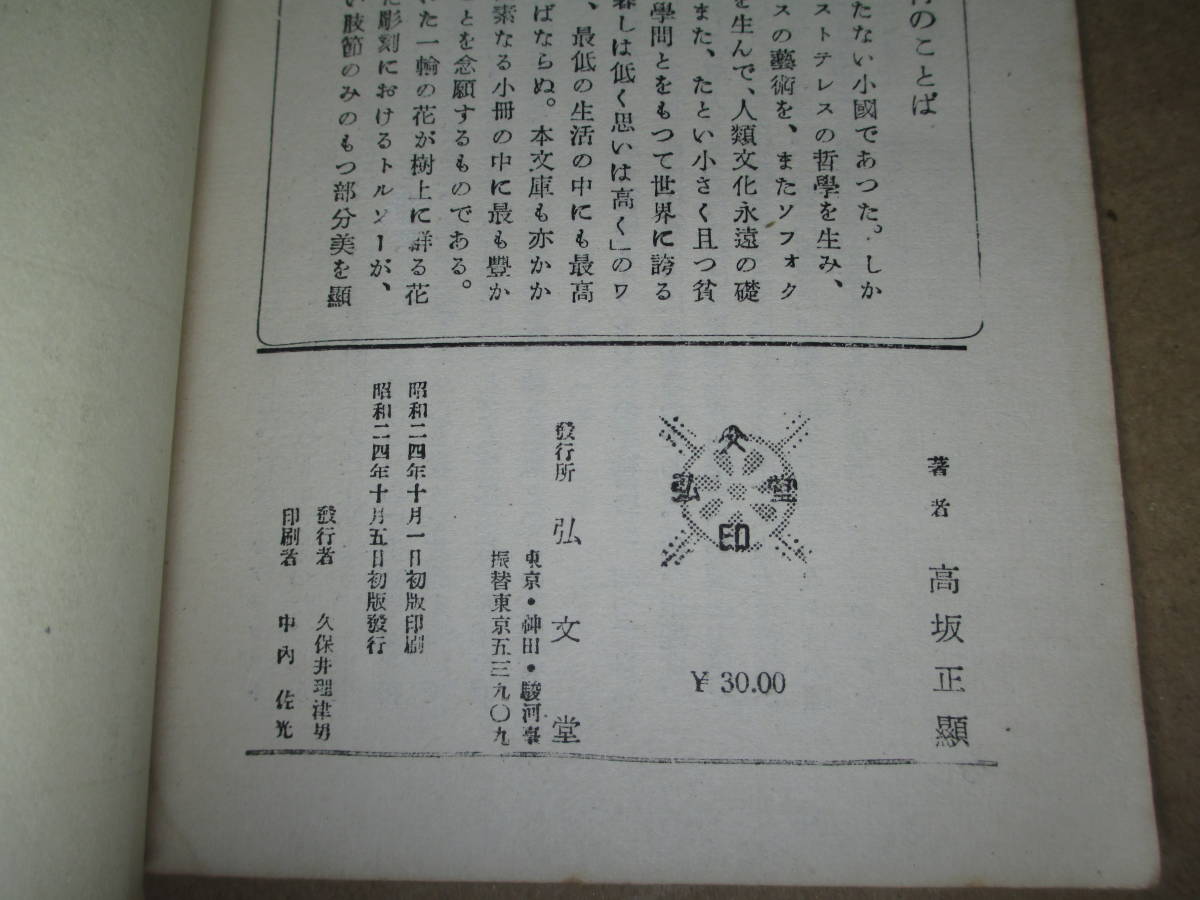 行のことば
たない小國であつた。しか
ストテレスの哲學を生み、
スの藝術を、またソフォク
を生んで、人類文化永遠の礎
また、たとい小さく且つ貧
學問とをもつて世界に誇る
暮しは低く思いは高く」のワ
、最低の生活の中にも最高
ばならぬ。本文庫も亦かか
素なる小冊の中に最も豐か
ことを念願するものである。
れた一輪の花が樹上に群る花
た彫刻におけるトルソーが、
い肢節のみのもつ部分美を顯
著者 高坂正顯
文
弘 堂
印
¥ 30.00
發行所 弘文堂
東京・神田・駿河臺
振替東京五三九〇九
昭和二四年十月一日初版印刷
昭和二四年十月五日初版發行
發行者 久保井理津男
印刷者 中內佐光